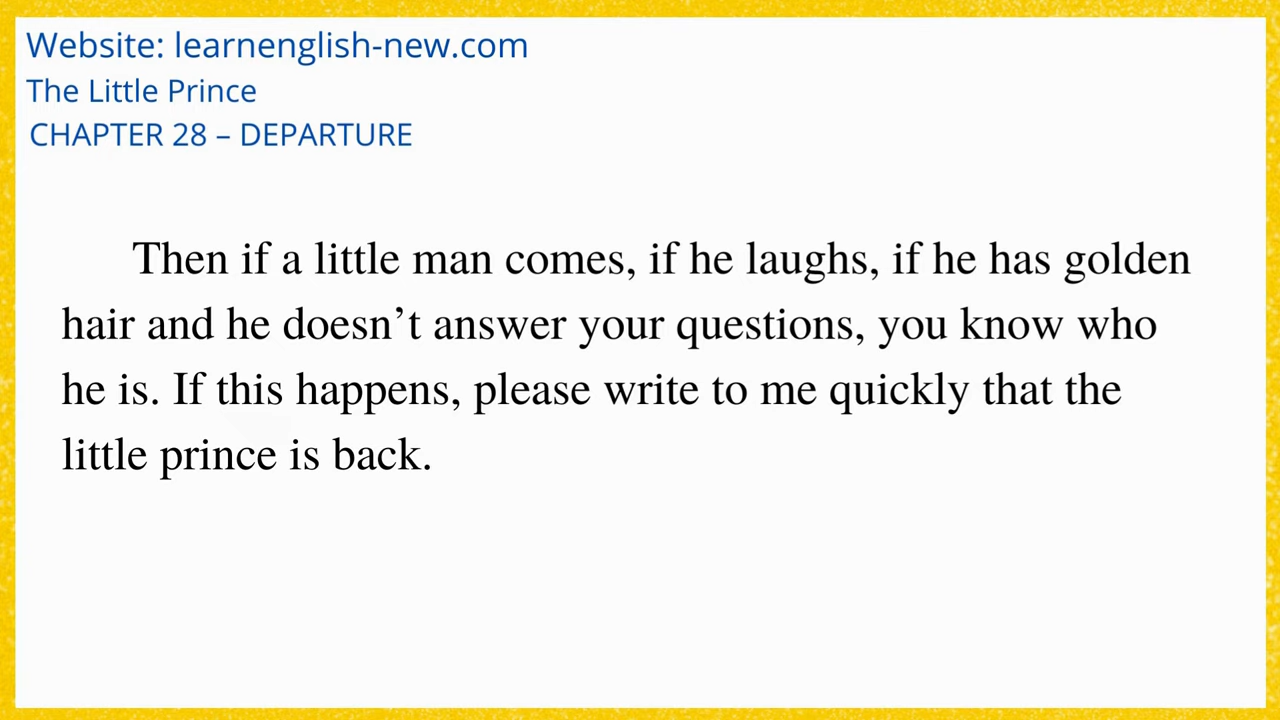 Website: learnenglish-new.com
The Little Prince
CHAPTER 28 – DEPARTURE
Then if a little man comes, if he laughs, if he has golden
hair and he doesn’t answer your questions, you know who
he is. If this happens, please write to me quickly that the
little prince is back.